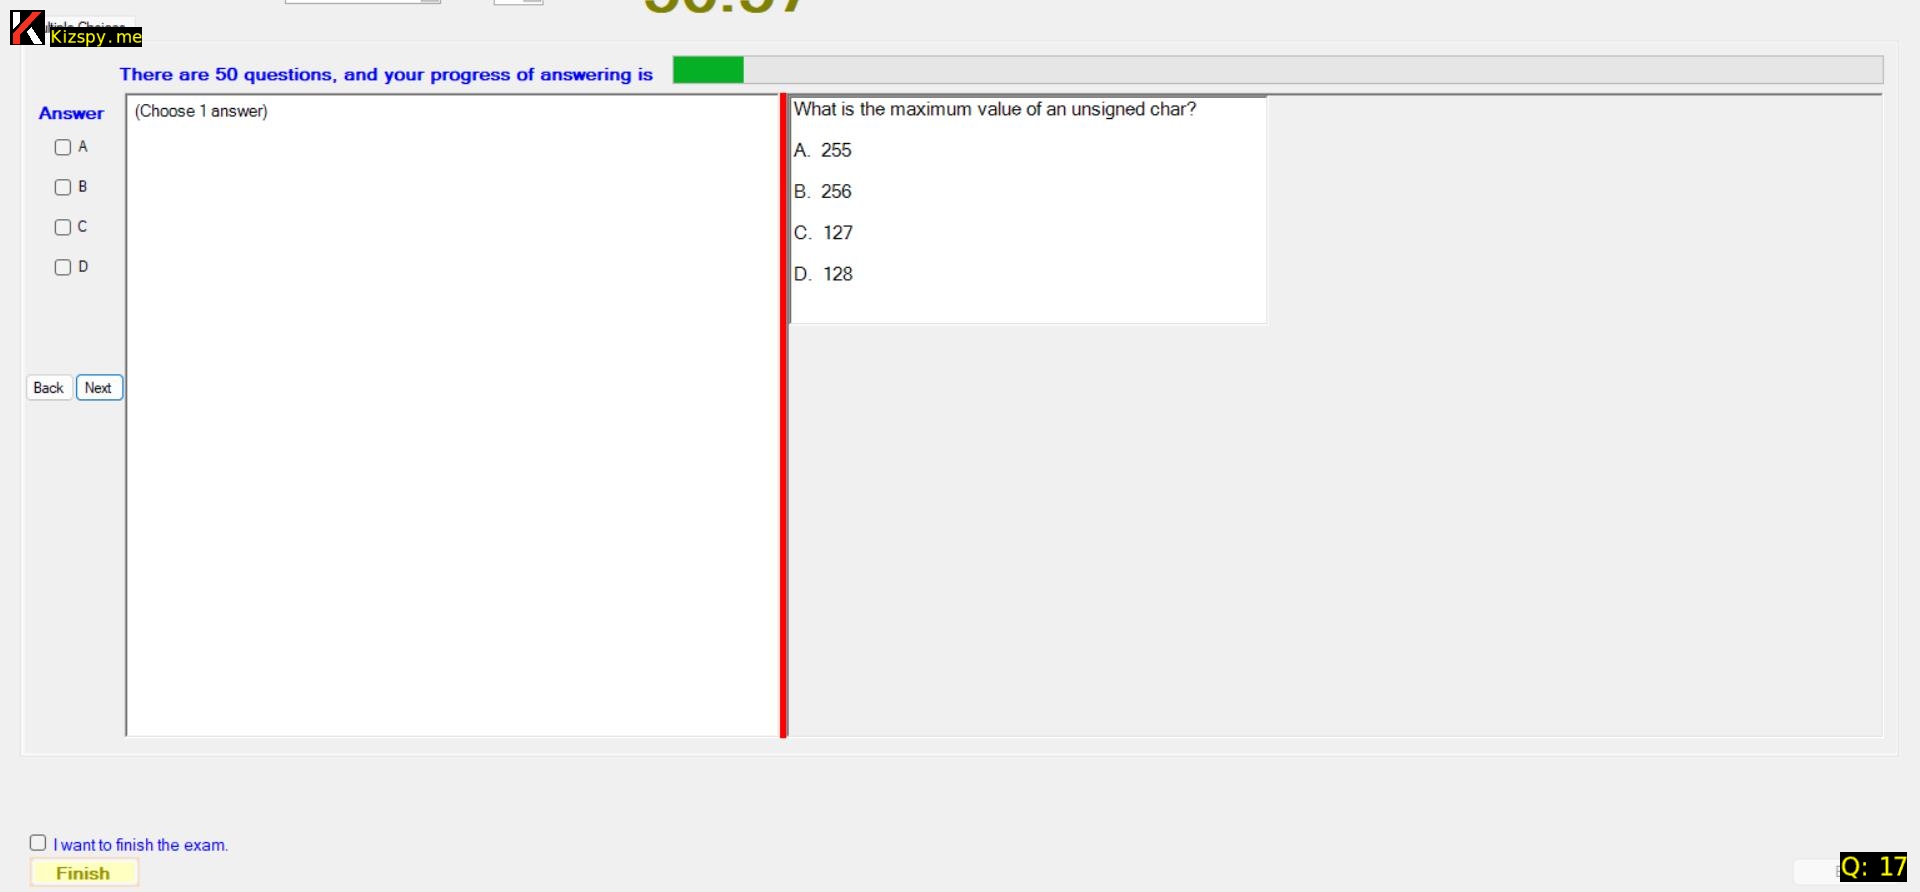 Kizspy.me
There are 50 questions, and your progress of answering is
Answer
(Choose 1 answer)
A
B
C
D
Back
Next
What is the maximum value of an unsigned char?
A. 255
B. 256
C. 127
D. 128
I want to finish the exam.
Finish
Q: 17